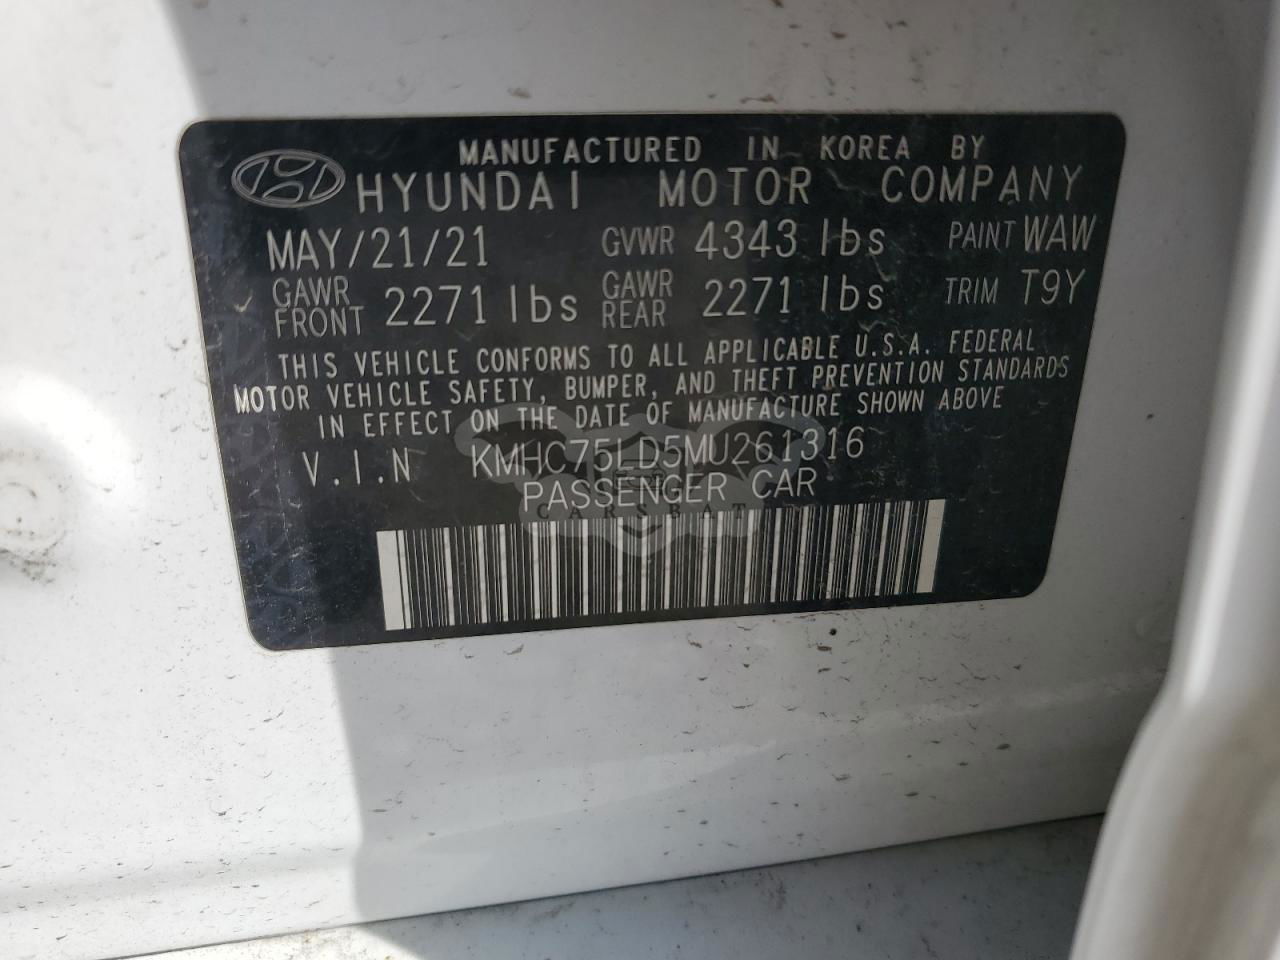 MANUFACTURED IN KOREA BY
HYUNDAI MOTOR COMPANY
MAY/21/21 GVWR 4343 lbs PAINT WAW
GAWR FRONT 2271 lbs GAWR REAR 2271 lbs TRIM T9Y
THIS VEHICLE CONFORMS TO ALL APPLICABLE U.S.A. FEDERAL
MOTOR VEHICLE SAFETY, BUMPER, AND THEFT PREVENTION STANDARDS
IN EFFECT ON THE DATE OF MANUFACTURE SHOWN ABOVE
V.I.N KMHC75LD5MU261316
PASSENGER CAR
CARSBAT